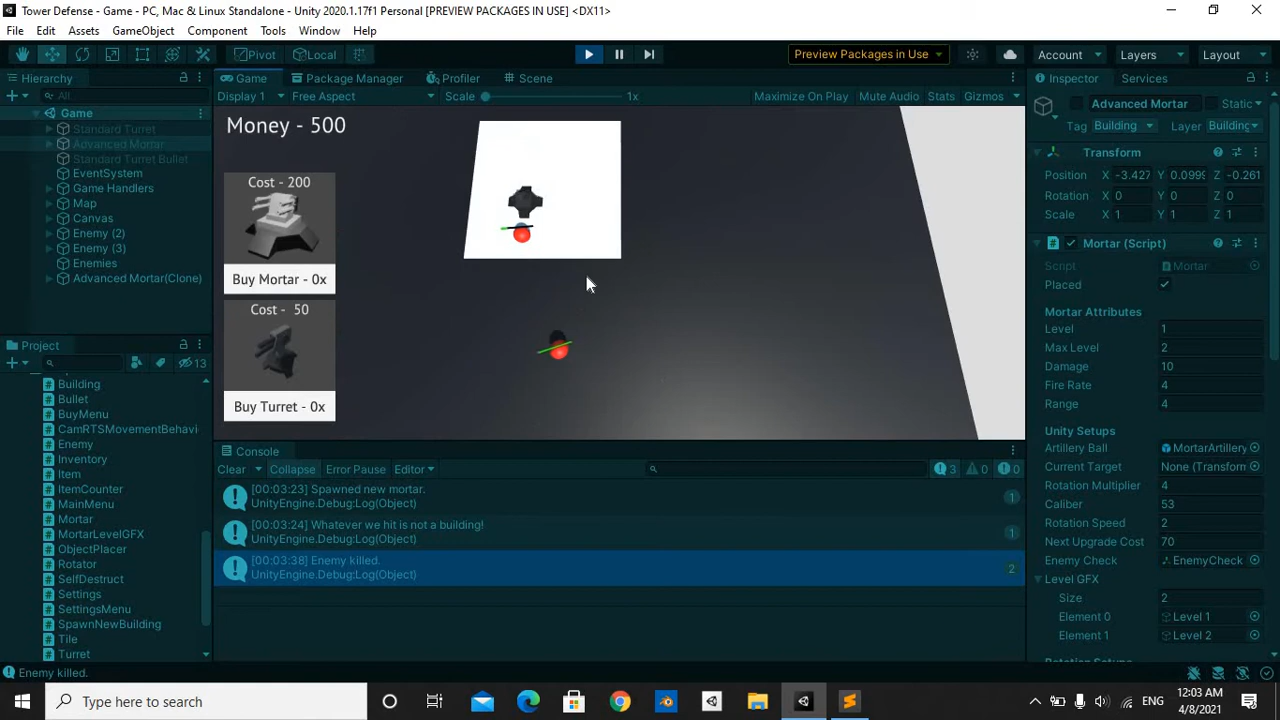 Tower Defense - Game - PC, Mac & Linux Standalone - Unity 2020.1.17f1 Personal [PREVIEW PACKAGES IN USE] <DX11>
File Edit Assets GameObject Component Tools Window Help
Pivot Local Preview Packages in Use Account Layers Layout
Hierarchy Game Package Manager Profiler Scene Inspector Services
All Display 1 Free Aspect Scale 1x Maximize On Play Mute Audio Stats Gizmos
Advanced Mortar Static
Tag Building Layer Building
Game
Standard Turret
Advanced Mortar
Standard Turret Bullet
EventSystem
Game Handlers
Map
Canvas
Enemy (2)
Enemy (3)
Enemies
Advanced Mortar(Clone)
Money - 500
Cost - 200
Buy Mortar - 0x
Cost - 50
Buy Turret - 0x
Transform
Position X -3.427 Y 0.0999 Z -0.261
Rotation X 0 Y 0 Z 0
Scale X 1 Y 1 Z 1
Mortar (Script)
Script Mortar
Placed
Mortar Attributes
Level 1
Max Level 2
Damage 10
Fire Rate 4
Range 4
Unity Setups
Artillery Ball MortarArtillery
Current Target None (Transform
Rotation Multiplier 4
Caliber 53
Rotation Speed 2
Next Upgrade Cost 70
Enemy Check EnemyCheck
Level GFX
Size 2
Element 0 Level 1
Element 1 Level 2
Project
13
Building
Bullet
BuyMenu
CamRTSMovementBehavi
Enemy
Inventory
Item
ItemCounter
MainMenu
Mortar
MortarLevelGFX
ObjectPlacer
Rotator
SelfDestruct
Settings
SettingsMenu
SpawnNewBuilding
Tile
Turret
Console
Clear Collapse Error Pause Editor 3 0 0
[00:03:23] Spawned new mortar. 1
UnityEngine.Debug:Log(Object)
[00:03:24] Whatever we hit is not a building! 1
UnityEngine.Debug:Log(Object)
[00:03:38] Enemy killed. 2
UnityEngine.Debug:Log(Object)
Enemy killed.
Type here to search
ENG
12:03 AM
4/8/2021